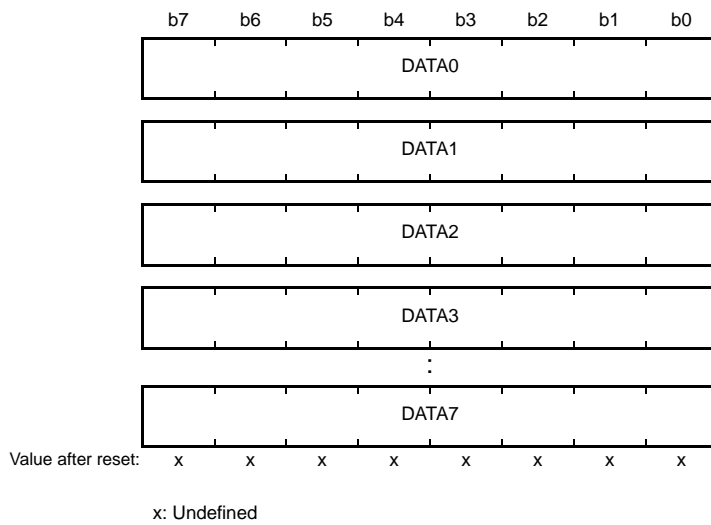 b7 b6 b5 b4 b3 b2 b1 b0
DATA0
DATA1
DATA2
DATA3
:
DATA7
Value after reset: x x x x x x x x
x: Undefined